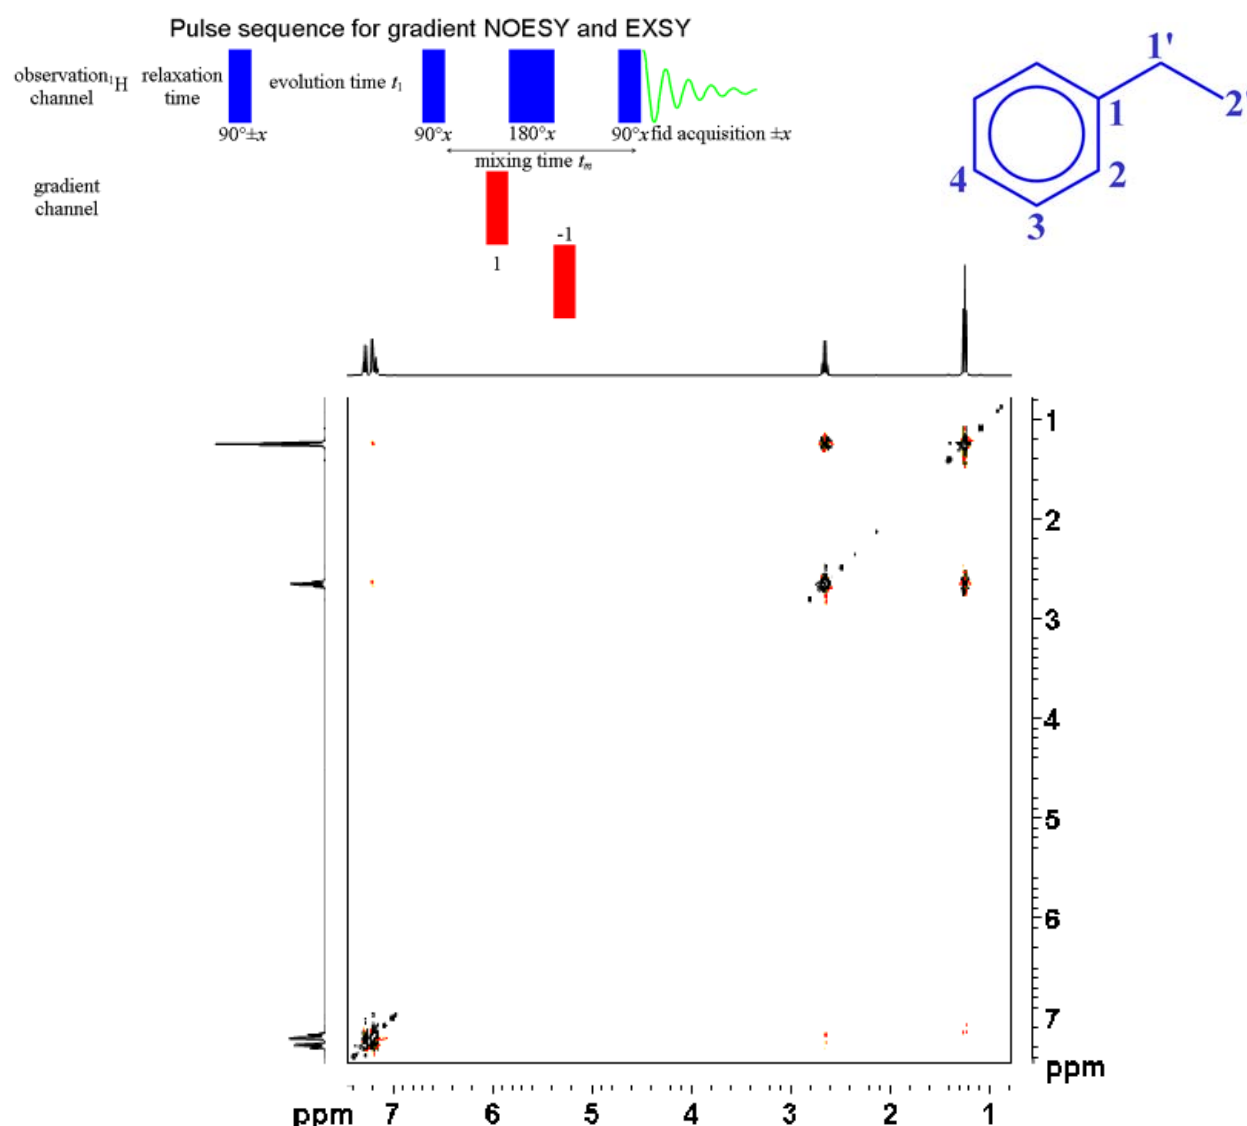 Pulse sequence for gradient NOESY and EXSY
observation ¹H relaxation evolution time t₁
channel time
90°±x 90°x 180°x 90°x fid acquisition ±x
mixing time tₘ
gradient
channel
1
-1
1'
2'
1
2
3
4
1
2
3
4
5
6
7
ppm
ppm 7 6 5 4 3 2 1